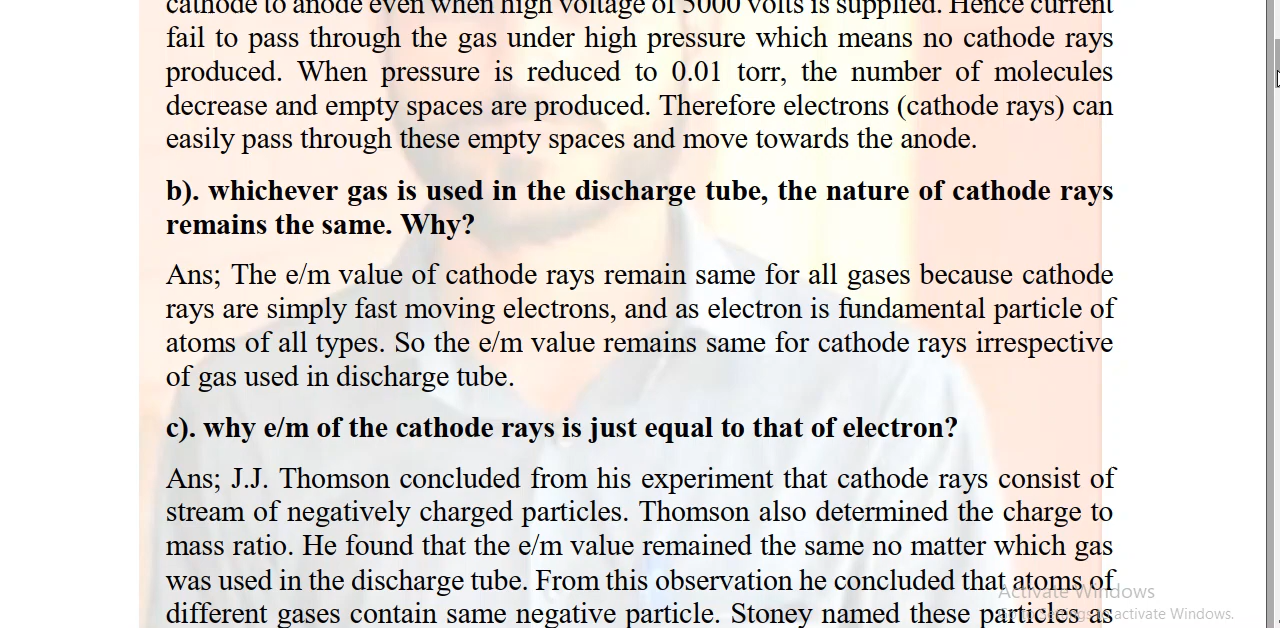 cathode to anode even when high voltage of 5000 volts is supplied. Hence current
fail to pass through the gas under high pressure which means no cathode rays
produced. When pressure is reduced to 0.01 torr, the number of molecules
decrease and empty spaces are produced. Therefore electrons (cathode rays) can
easily pass through these empty spaces and move towards the anode.
b). whichever gas is used in the discharge tube, the nature of cathode rays
remains the same. Why?
Ans; The e/m value of cathode rays remain same for all gases because cathode
rays are simply fast moving electrons, and as electron is fundamental particle of
atoms of all types. So the e/m value remains same for cathode rays irrespective
of gas used in discharge tube.
c). why e/m of the cathode rays is just equal to that of electron?
Ans; J.J. Thomson concluded from his experiment that cathode rays consist of
stream of negatively charged particles. Thomson also determined the charge to
mass ratio. He found that the e/m value remained the same no matter which gas
was used in the discharge tube. From this observation he concluded that atoms of
different gases contain same negative particle. Stoney named these particles as
Activate Windows
Go to Settings to activate Windows.